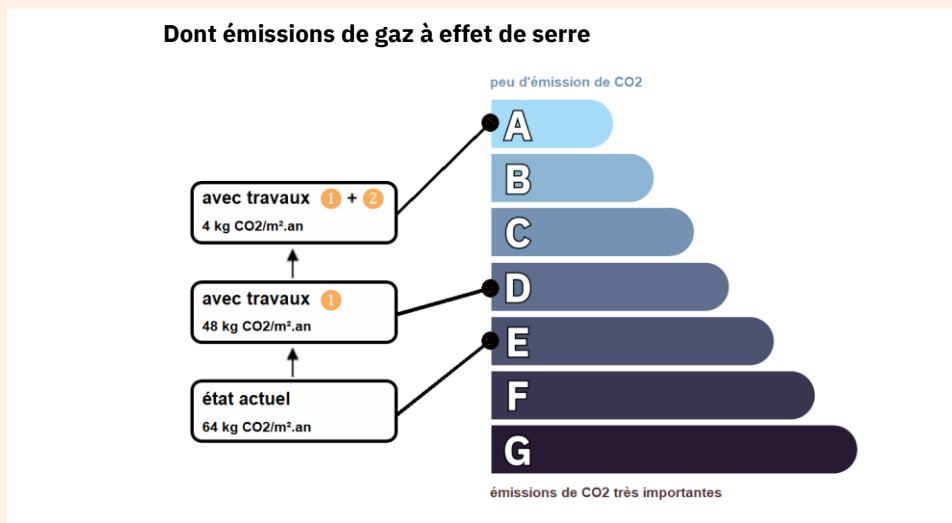 Dont émissions de gaz à effet de serre
peu d'émission de CO2
A
B
avec travaux 1 + 2
4 kg CO2/m².an
C
avec travaux 1
48 kg CO2/m².an
D
E
état actuel
64 kg CO2/m².an
F
G
émissions de CO2 très importantes